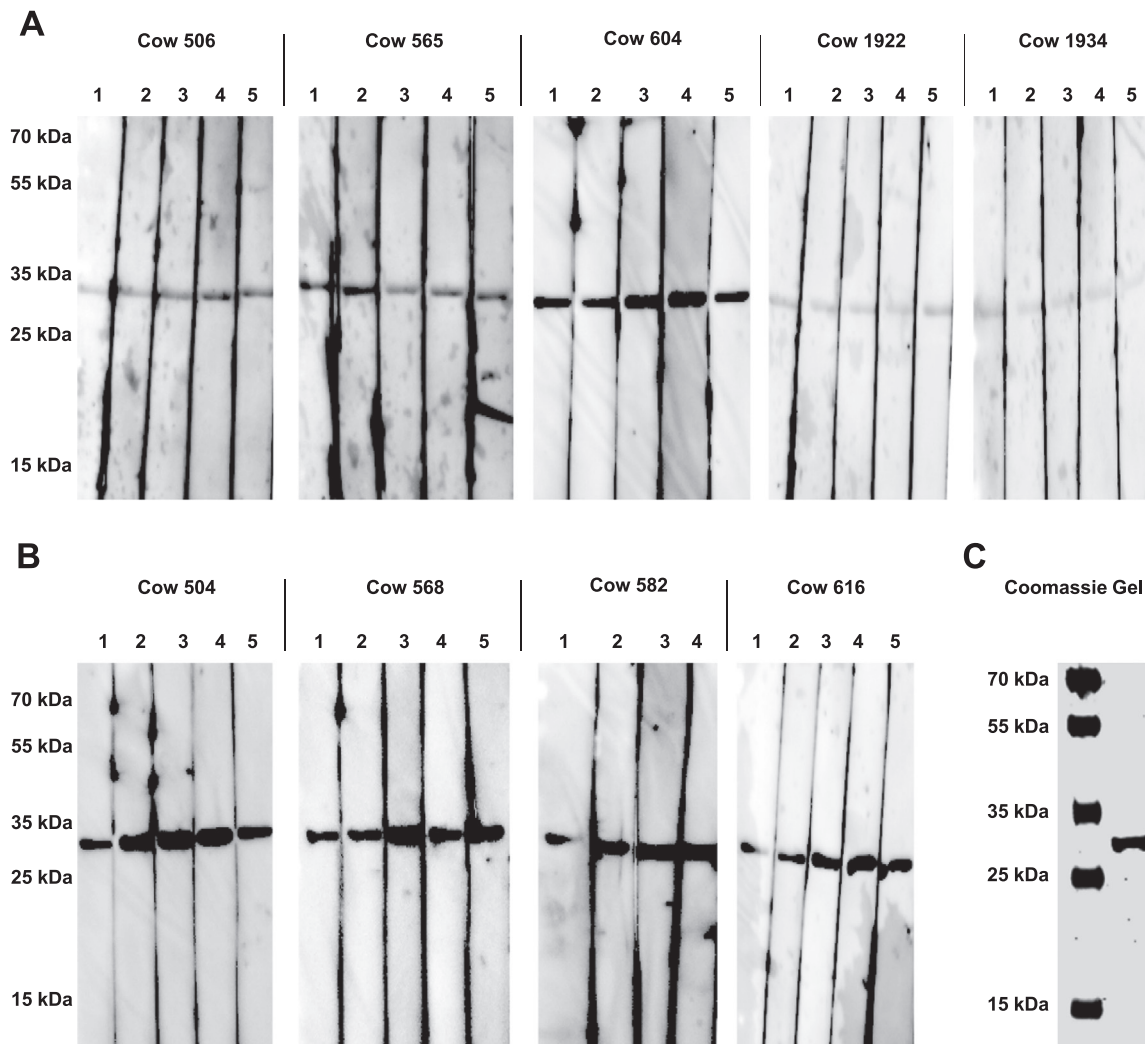 A
Cow 506 Cow 565 Cow 604 Cow 1922 Cow 1934
1 2 3 4 5 1 2 3 4 5 1 2 3 4 5 1 2 3 4 5 1 2 3 4 5
70 kDa
55 kDa
35 kDa
25 kDa
15 kDa
B
Cow 504 Cow 568 Cow 582 Cow 616
1 2 3 4 5 1 2 3 4 5 1 2 3 4 1 2 3 4 5
70 kDa
55 kDa
35 kDa
25 kDa
15 kDa
C
Coomassie Gel
70 kDa
55 kDa
35 kDa
25 kDa
15 kDa